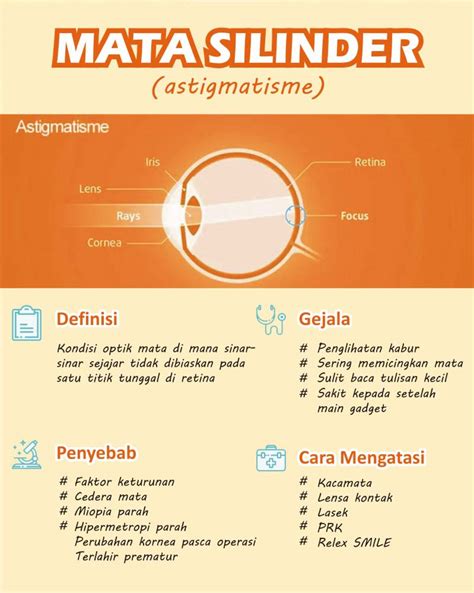 MATA SILINDER
(astigmatisme)
Astigmatisme
Iris
Retina
Lens
Rays
Focus
Cornea
Definisi
Kondisi optik mata di mana sinar-
sinar sejajar tidak dibiaskan pada
satu titik tunggal di retina
Gejala
# Penglihatan kabur
# Sering memicingkan mata
# Sulit baca tulisan kecil
# Sakit kepada setelah
main gadget
Penyebab
# Faktor keturunan
# Cedera mata
# Miopia parah
# Hipermetropi parah
Perubahan kornea pasca operasi
Terlahir prematur
Cara Mengatasi
# Kacamata
# Lensa kontak
# Lasek
# PRK
# Relex SMILE